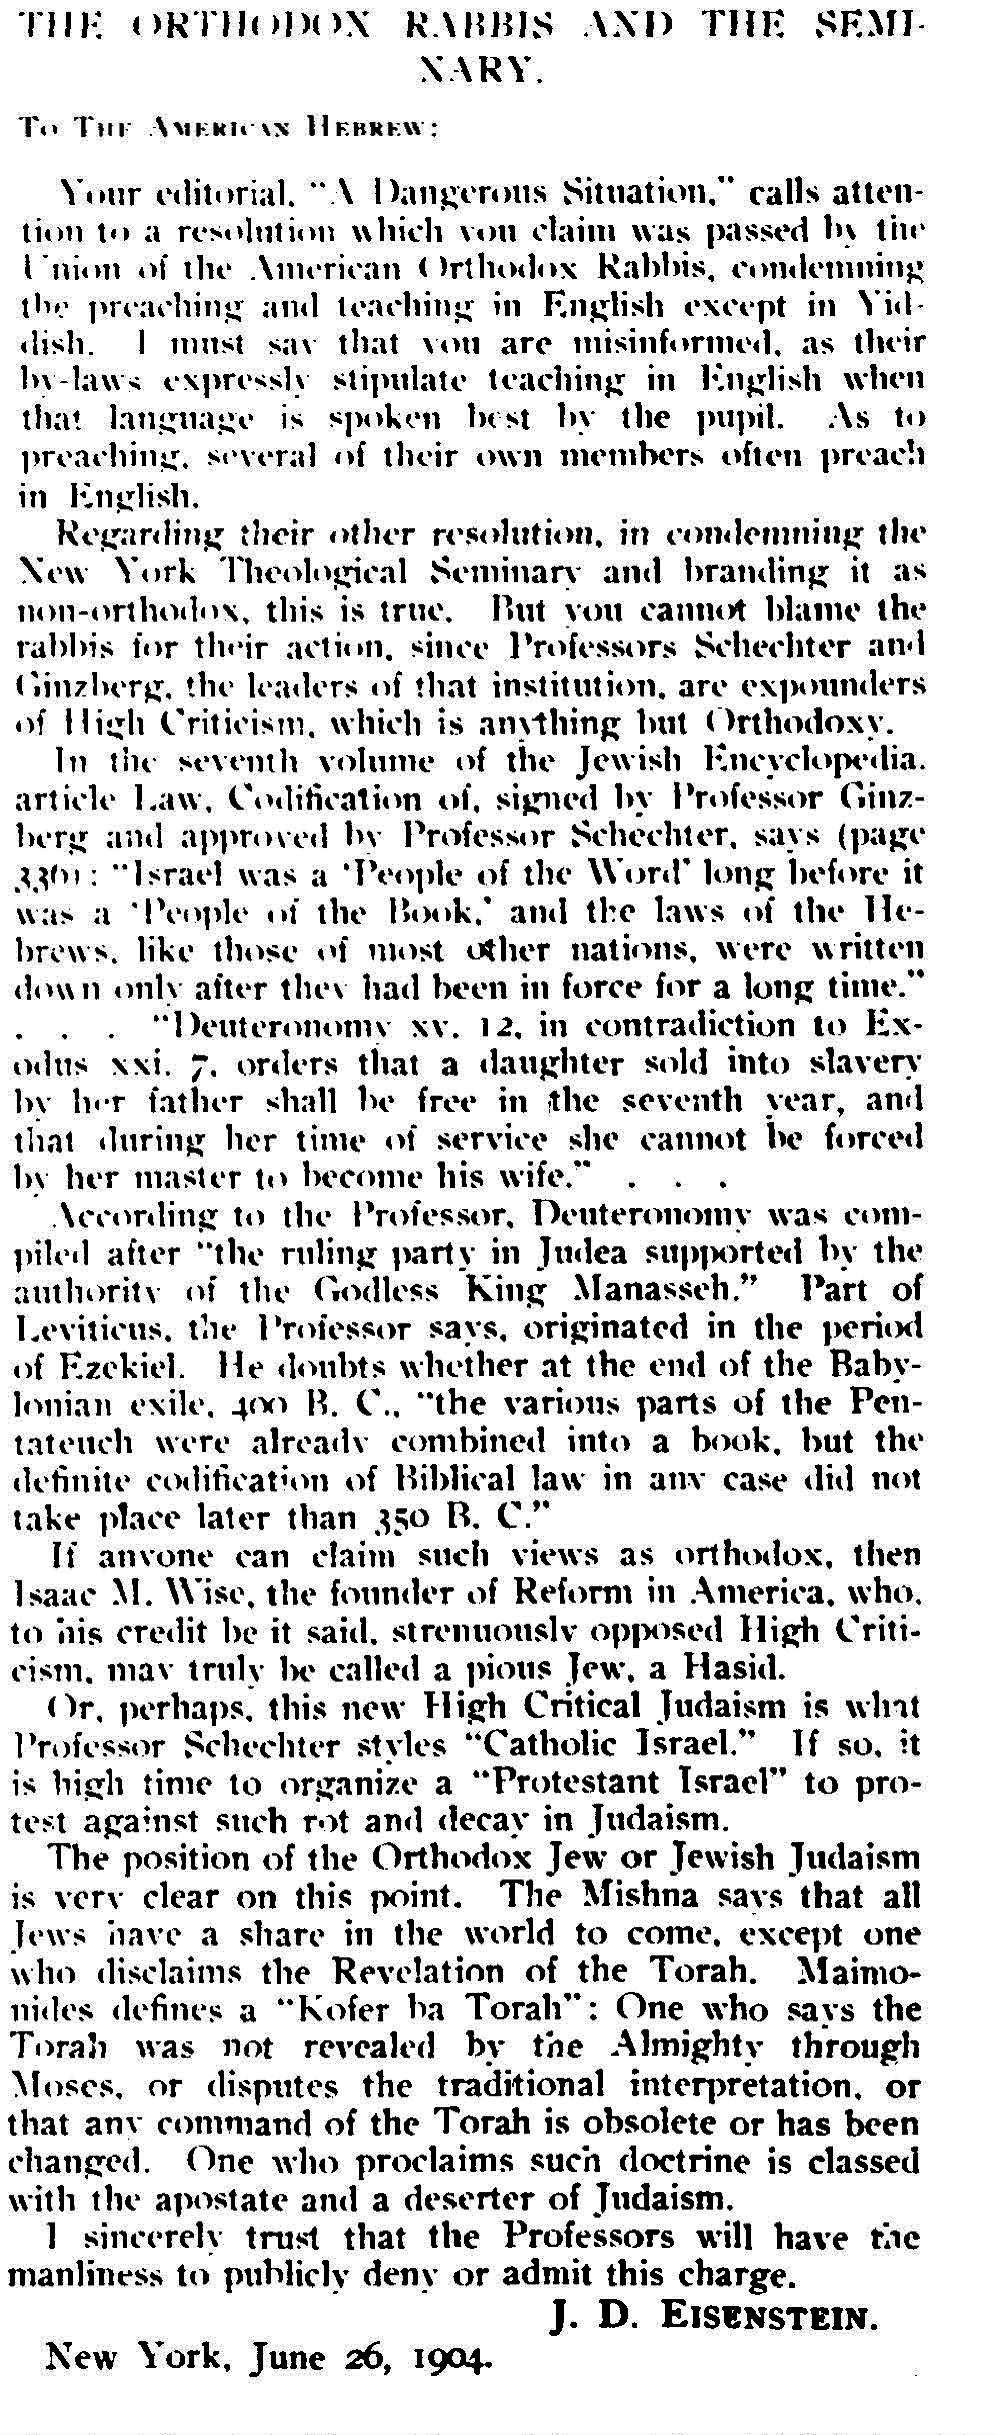 THE ORTHODOX RABBIS AND THE SEMI-
NARY.
TO THE AMERICAN HEBREW:
Your editorial, "A Dangerous Situation," calls atten-
tion to a resolution which you claim was passed by the
Union of the American Orthodox Rabbis, condemning
the preaching and teaching in English except in Yid-
dish. I must say that you are misinformed, as their
by-laws expressly stipulate teaching in English when
that language is spoken best by the pupil. As to
preaching, several of their own members often preach
in English.
Regarding their other resolution, in condemning the
New York Theological Seminary and branding it as
non-orthodox, this is true. But you cannot blame the
rabbis for their action, since Professors Schechter and
Ginzberg, the leaders of that institution, are expounders
of High Criticism, which is anything but Orthodoxy.
In the seventh volume of the Jewish Encyclopedia,
article Law, Codification of, signed by Professor Ginz-
berg and approved by Professor Schechter, says (page
336): "Israel was a 'People of the Word' long before it
was a 'People of the Book,' and the laws of the He-
brews, like those of most other nations, were written
down only after they had been in force for a long time."
. . . "Deuteronomy xv. 12, in contradiction to Ex-
odus xxi. 7, orders that a daughter sold into slavery
by her father shall be free in the seventh year, and
that during her time of service she cannot be forced
by her master to become his wife." . . .
According to the Professor, Deuteronomy was com-
piled after "the ruling party in Judea supported by the
authority of the Godless King Manasseh." Part of
Leviticus, the Professor says, originated in the period
of Ezekiel. He doubts whether at the end of the Baby-
lonian exile, 400 B. C., "the various parts of the Pen-
tateuch were already combined into a book, but the
definite codification of Biblical law in any case did not
take place later than 350 B. C."
If anyone can claim such views as orthodox, then
Isaac M. Wise, the founder of Reform in America, who,
to his credit be it said, strenuously opposed High Criti-
cism, may truly be called a pious Jew, a Hasid.
Or, perhaps, this new High Critical Judaism is what
Professor Schechter styles "Catholic Israel." If so, it
is high time to organize a "Protestant Israel" to pro-
test against such rot and decay in Judaism.
The position of the Orthodox Jew or Jewish Judaism
is very clear on this point. The Mishna says that all
Jews have a share in the world to come, except one
who disclaims the Revelation of the Torah. Maimo-
nides defines a "Kofer ba Torah": One who says the
Torah was not revealed by the Almighty through
Moses, or disputes the traditional interpretation, or
that any command of the Torah is obsolete or has been
changed. One who proclaims such doctrine is classed
with the apostate and a deserter of Judaism.
I sincerely trust that the Professors will have the
manliness to publicly deny or admit this charge.
J. D. EISENSTEIN.
New York, June 26, 1904.